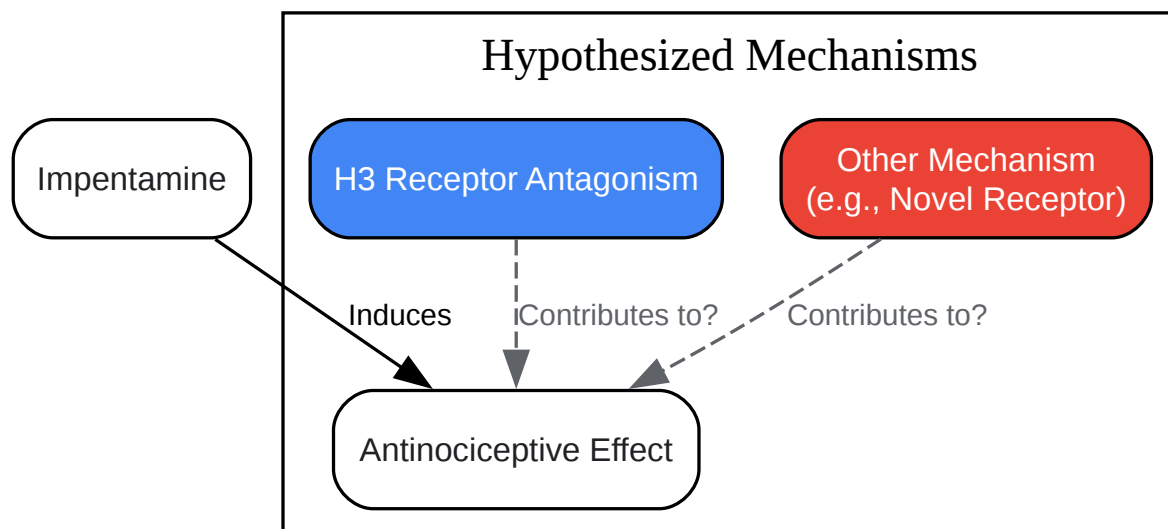 Hypothesized Mechanisms
Impentamine
H3 Receptor Antagonism
Other Mechanism
(e.g., Novel Receptor)
Induces
Contributes to?
Contributes to?
Antinociceptive Effect